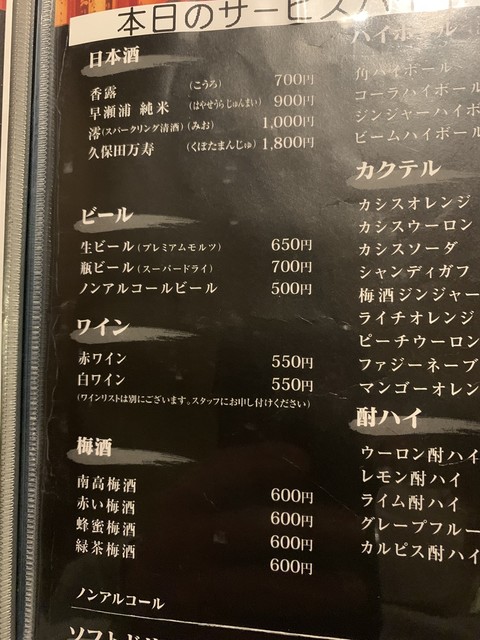 本日のサービス
日本酒
香露 (こうろ) 700円
早瀬浦 純米 (はやせうらじゅんまい) 900円
澪(スパークリング清酒)(みお) 1,000円
久保田万寿 (くぼたまんじゅ) 1,800円
ビール
生ビール(プレミアムモルツ) 650円
瓶ビール(スーパードライ) 700円
ノンアルコールビール 500円
ワイン
赤ワイン 550円
白ワイン 550円
(ワインリストは別にございます。スタッフにお申し付けください)
梅酒
南高梅酒 600円
赤い梅酒 600円
蜂蜜梅酒 600円
緑茶梅酒 600円
ノンアルコール
ソフトドリ
ハイボール
角ハイボール
コーラハイボール
ジンジャーハイボ
ビームハイボール
カクテル
カシスオレンジ
カシスウーロン
カシスソーダ
シャンディガフ
梅酒ジンジャー
ライチオレンジ
ピーチウーロン
ファジーネーブ
マンゴーオレン
酎ハイ
ウーロン酎ハイ
レモン酎ハイ
ライム酎ハイ
グレープフルー
カルピス酎ハイ